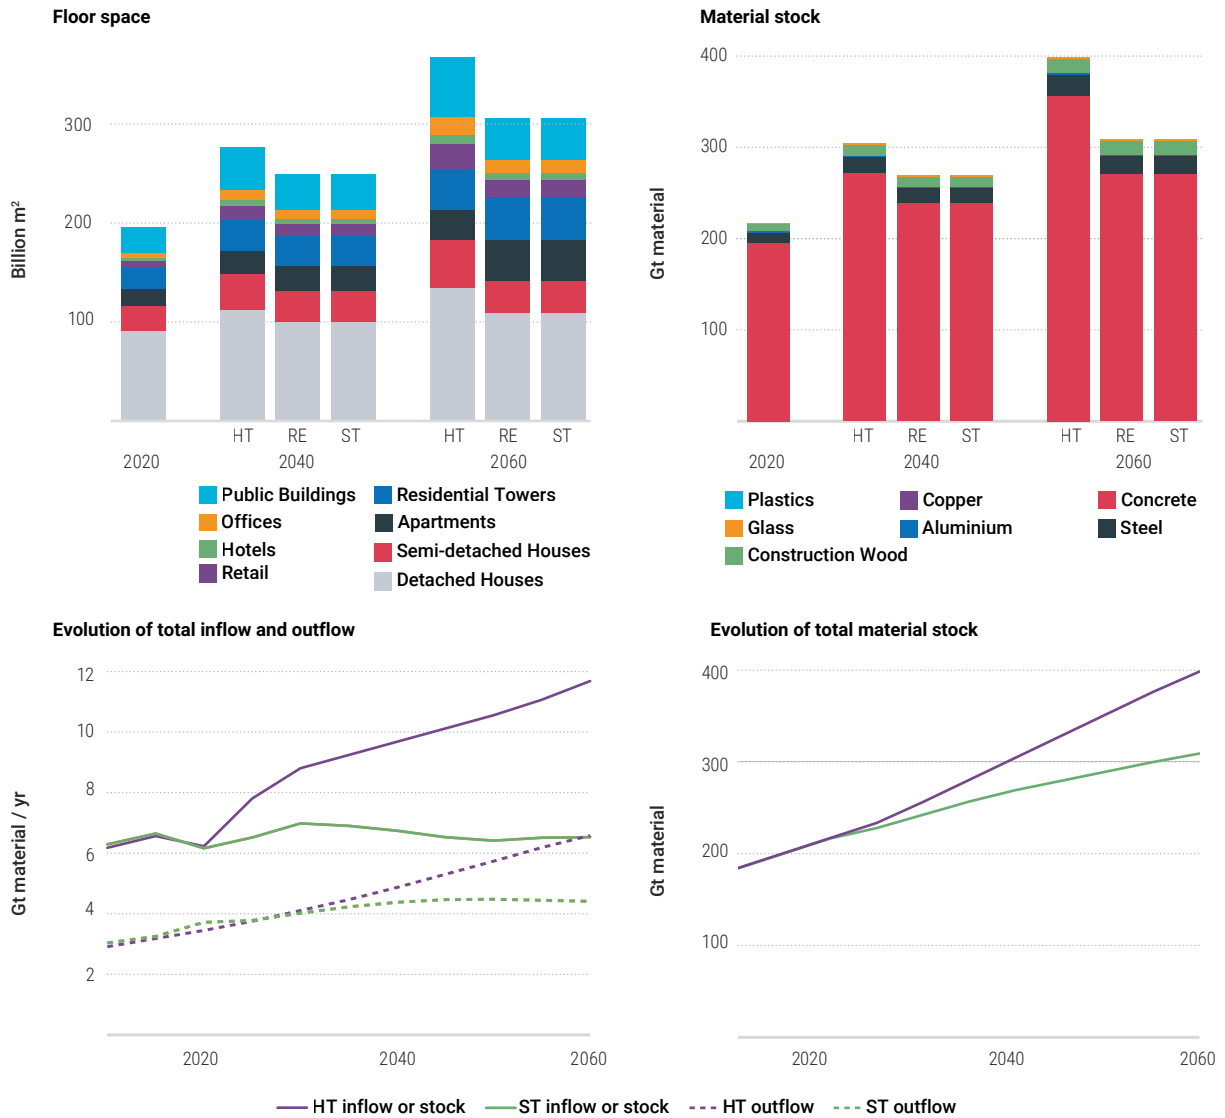 Floor space
Billion m²
300
200
100
HT RE ST HT RE ST
2020 2040 2060
Public Buildings
Offices
Hotels
Retail
Residential Towers
Apartments
Semi-detached Houses
Detached Houses
Material stock
Gt material
400
300
200
100
HT RE ST HT RE ST
2020 2040 2060
Plastics
Glass
Construction Wood
Copper
Aluminium
Concrete
Steel
Evolution of total inflow and outflow
Gt material / yr
12
10
8
6
4
2
2020 2040 2060
Evolution of total material stock
Gt material
400
300
200
100
2020 2040 2060
HT inflow or stock ST inflow or stock HT outflow ST outflow